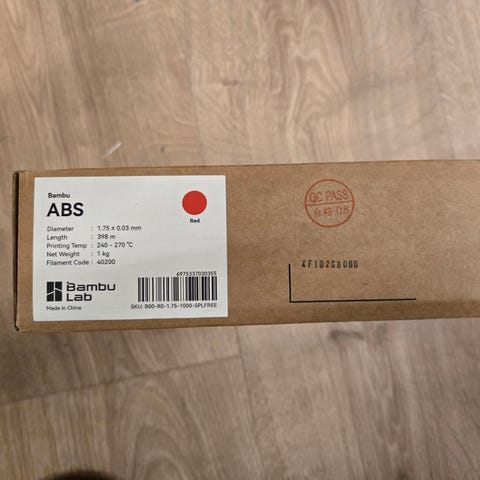 Bambu
ABS
Red
Diameter : 1.75 ± 0.03 mm
Length : 398 m
Printing Temp : 240 - 270 °C
Net Weight : 1 kg
Filament Code : 40200
Bambu
Lab
Made in China
6975337030355
SKU: B00-R0-1.75-1000-SPLFREE
QC PASS
合格 08
XF102G8000